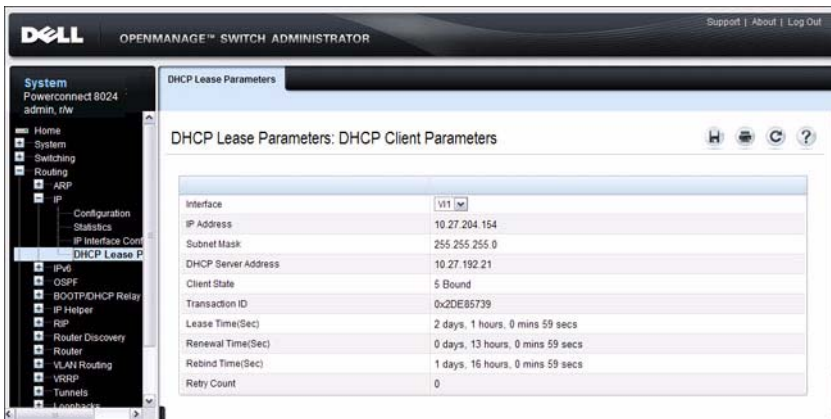 Support | About | Log Out
DELL OPENMANAGE™ SWITCH ADMINISTRATOR
System
Powerconnect 8024
admin, r/w
Home
System
Switching
Routing
ARP
IP
Configuration
Statistics
IP Interface Conf
DHCP Lease P
IPv6
OSPF
BOOTP/DHCP Relay
IP Helper
RIP
Router Discovery
Router
VLAN Routing
VRRP
Tunnels
Loopbacks
DHCP Lease Parameters
DHCP Lease Parameters: DHCP Client Parameters
Interface Vl1
IP Address 10.27.204.154
Subnet Mask 255.255.255.0
DHCP Server Address 10.27.192.21
Client State 5 Bound
Transaction ID 0x2DE85739
Lease Time(Sec) 2 days, 1 hours, 0 mins 59 secs
Renewal Time(Sec) 0 days, 13 hours, 0 mins 59 secs
Rebind Time(Sec) 1 days, 16 hours, 0 mins 59 secs
Retry Count 0